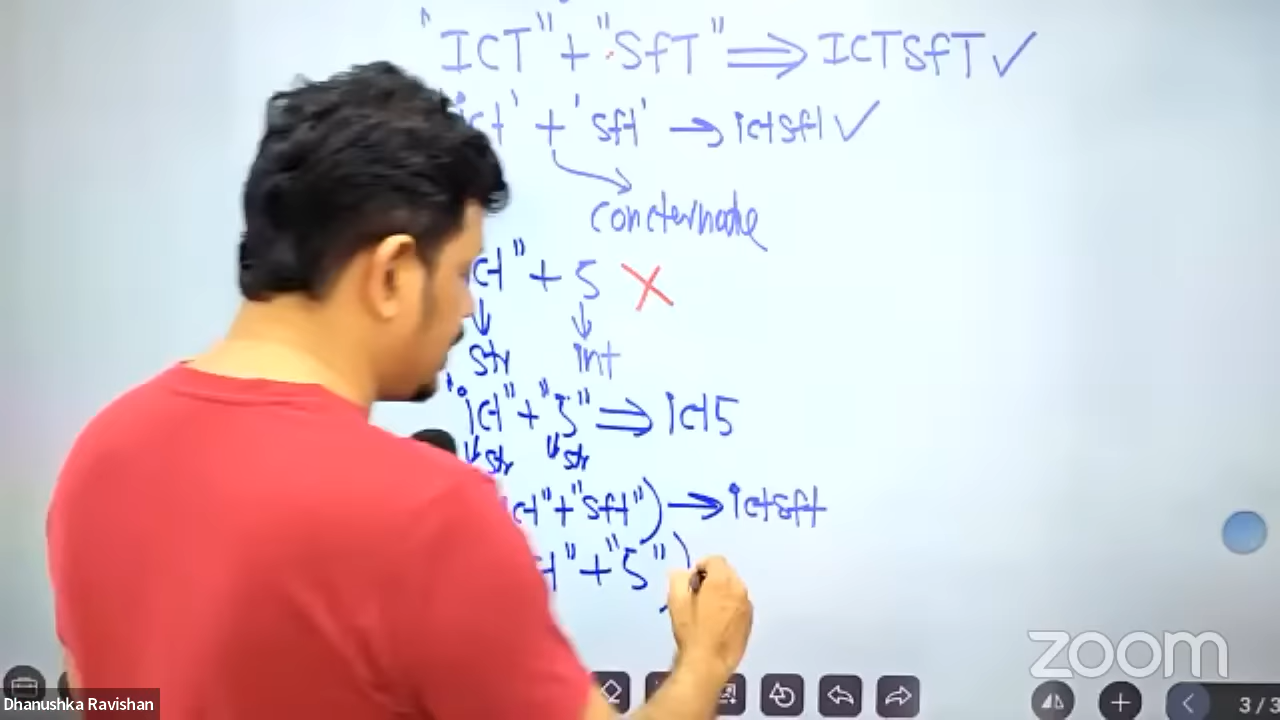 "ICT" + "SfT" ⟹ ICTSfT ✓
ict' + 'sft' → ictsft ✓
concternade
ct" + 5 ✗
↓ ↓
str int
"ict" + "5" ⟹ ict5
↓ str ↓ str
ct" + "sft") → ictsft
t" + "5")
zoom
Dhanushka Ravishan
3/3